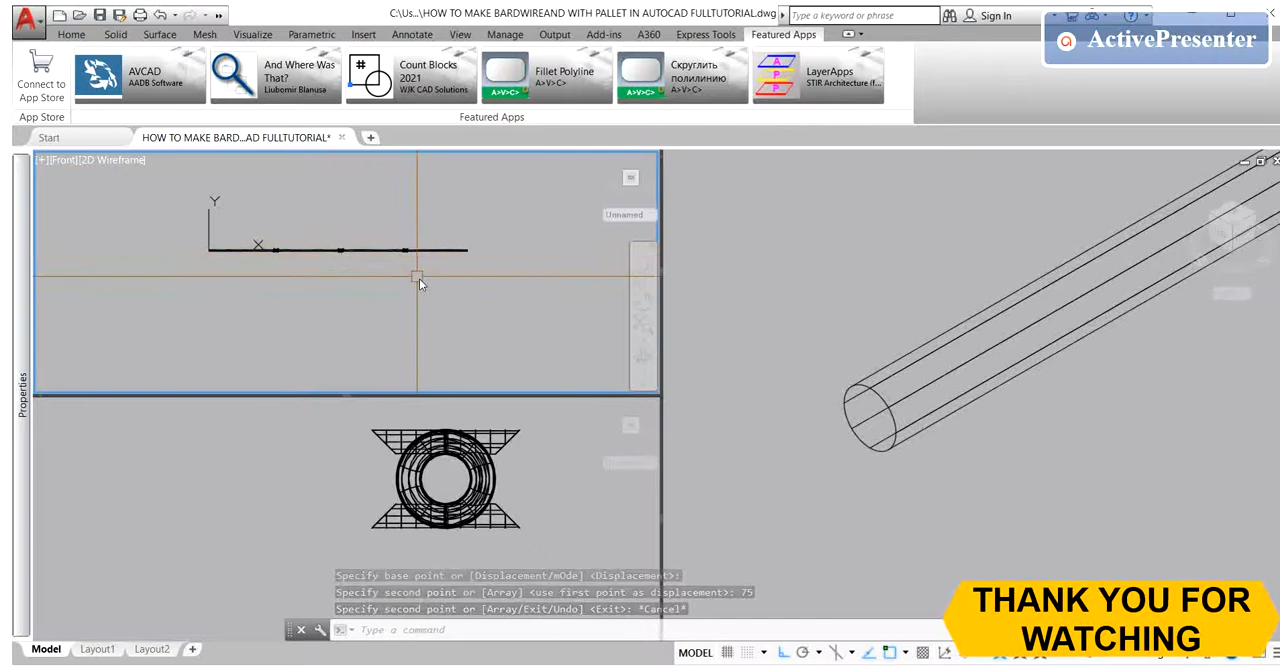 C:\Us...\HOW TO MAKE BARDWIREAND WITH PALLET IN AUTOCAD FULLTUTORIAL.dwg
Type a keyword or phrase
Sign In
ActivePresenter
Home Solid Surface Mesh Visualize Parametric Insert Annotate View Manage Output Add-ins A360 Express Tools Featured Apps
Connect to
App Store
AVCAD
AADB Software
And Where Was
That?
Liubomir Blanusa
Count Blocks
2021
WJK CAD Solutions
Fillet Polyline
A>V>C>
A>V>C>
Скруглить
полилинию
A>V>C>
A>V>C>
LayerApps
STIR Architecture (f...
App Store
Featured Apps
Start
HOW TO MAKE BARD...AD FULLTUTORIAL*
[+][Front][2D Wireframe]
Unnamed
Y
X
Properties
Specify base point or [Displacement/mOde] <Displacement>:
Specify second point or [Array] <use first point as displacement>: 75
Specify second point or [Array/Exit/Undo] <Exit>: *Cancel*
Type a command
Model Layout1 Layout2 +
MODEL
THANK YOU FOR
WATCHING